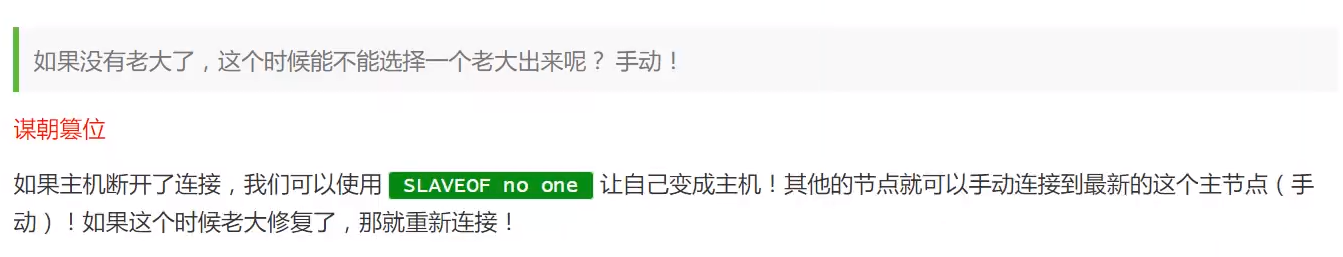 如果没有老大了，这个时候能不能选择一个老大出来呢？ 手动！
谋朝篡位
如果主机断开了连接，我们可以使用 SLAVEOF no one 让自己变成主机！其他的节点就可以手动连接到最新的这个主节点（手
动）！如果这个时候老大修复了，那就重新连接！